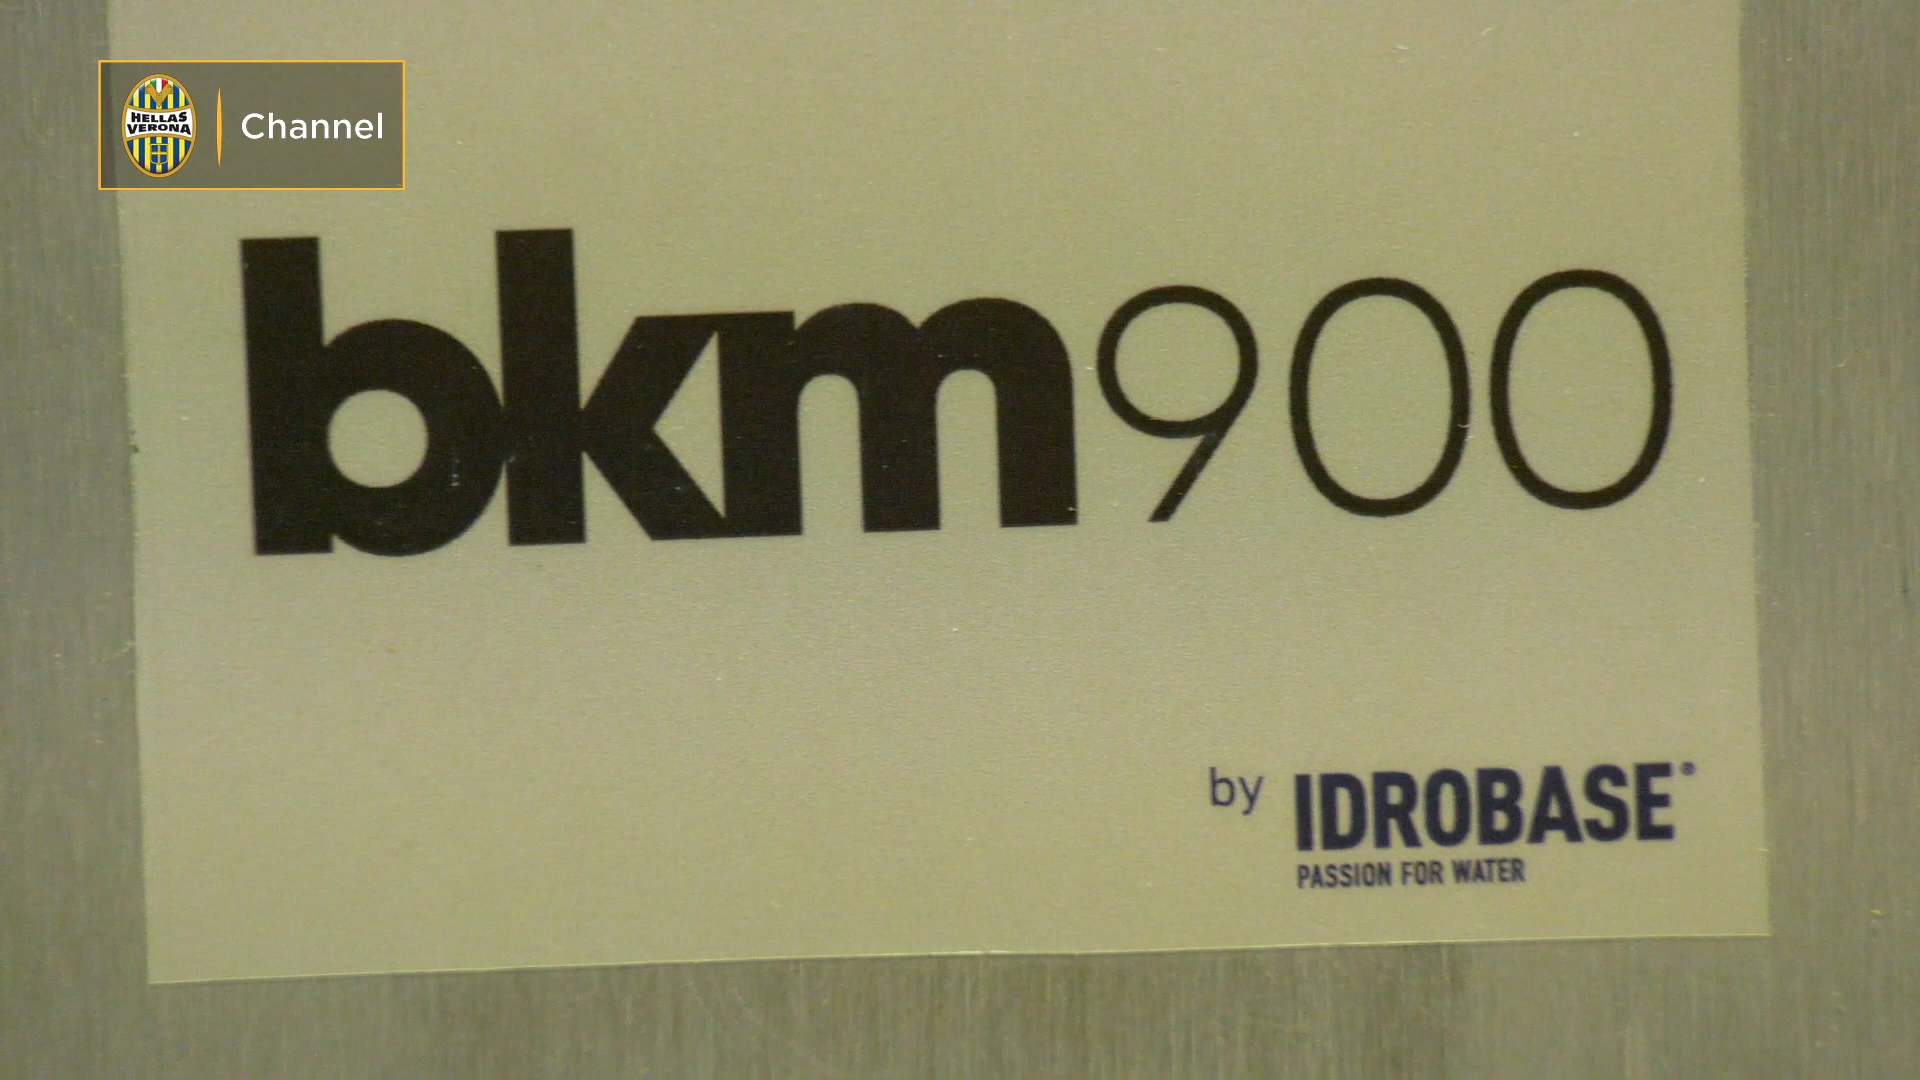 HELLAS
VERONA
Channel
bkm900
by IDROBASE®
PASSION FOR WATER